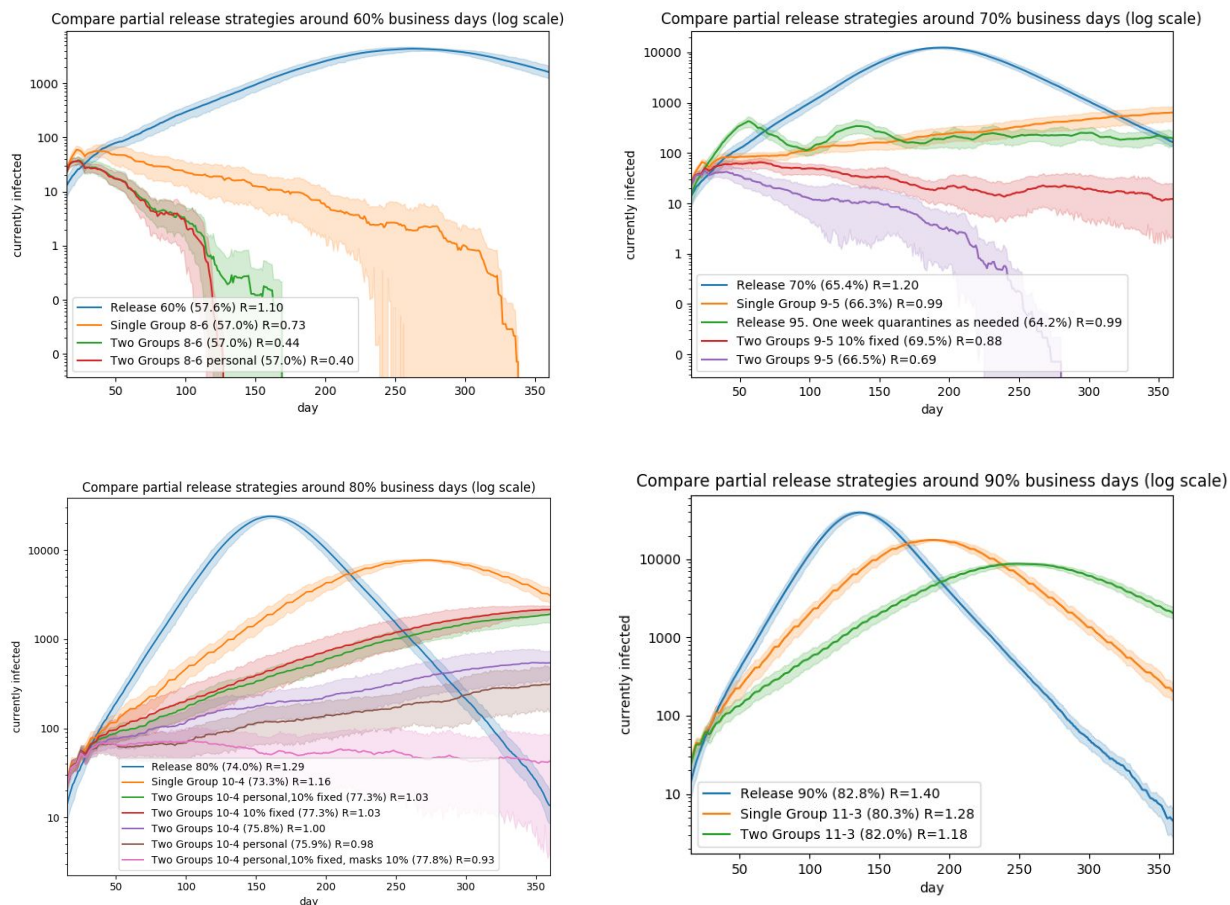 Compare partial release strategies around 60% business days (log scale)
currently infected
1000
100
10
1
0
0
Release 60% (57.6%) R=1.10
Single Group 8-6 (57.0%) R=0.73
Two Groups 8-6 (57.0%) R=0.44
Two Groups 8-6 personal (57.0%) R=0.40
50 100 150 200 250 300 350
day
Compare partial release strategies around 70% business days (log scale)
currently infected
10000
1000
100
10
1
0
0
Release 70% (65.4%) R=1.20
Single Group 9-5 (66.3%) R=0.99
Release 95. One week quarantines as needed (64.2%) R=0.99
Two Groups 9-5 10% fixed (69.5%) R=0.88
Two Groups 9-5 (66.5%) R=0.69
50 100 150 200 250 300 350
day
Compare partial release strategies around 80% business days (log scale)
currently infected
10000
1000
100
10
Release 80% (74.0%) R=1.29
Single Group 10-4 (73.3%) R=1.16
Two Groups 10-4 personal,10% fixed (77.3%) R=1.03
Two Groups 10-4 10% fixed (77.3%) R=1.03
Two Groups 10-4 (75.8%) R=1.00
Two Groups 10-4 personal (75.9%) R=0.98
Two Groups 10-4 personal,10% fixed, masks 10% (77.8%) R=0.93
50 100 150 200 250 300 350
day
Compare partial release strategies around 90% business days (log scale)
currently infected
10000
1000
100
10
Release 90% (82.8%) R=1.40
Single Group 11-3 (80.3%) R=1.28
Two Groups 11-3 (82.0%) R=1.18
50 100 150 200 250 300 350
day